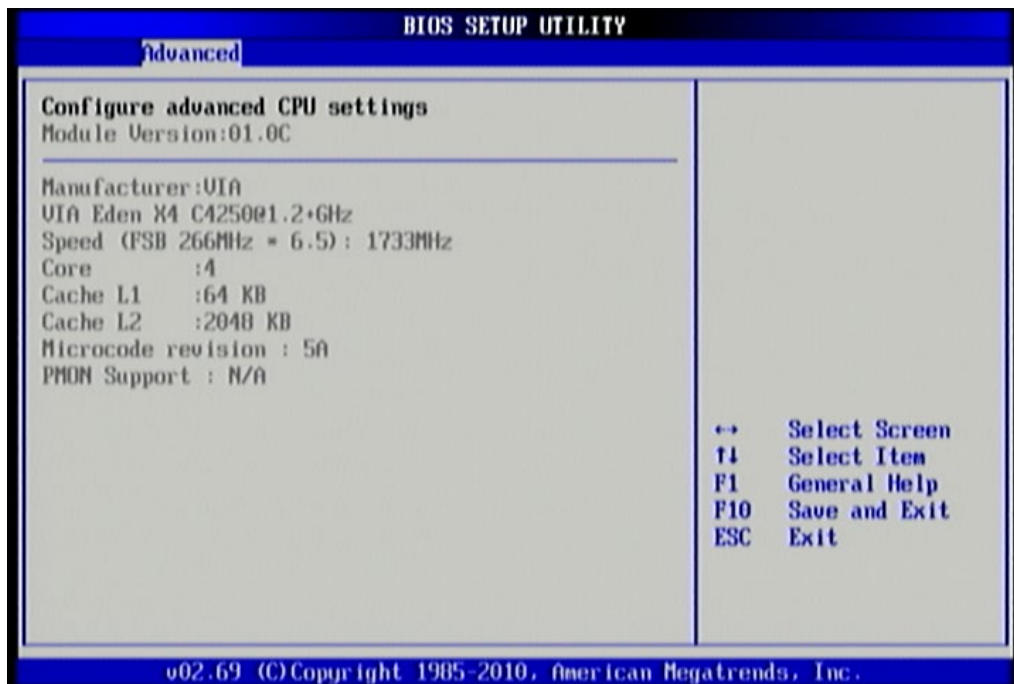 BIOS SETUP UTILITY
Advanced
Configure advanced CPU settings
Module Version:01.0C
Manufacturer:VIA
VIA Eden X4 C4250@1.2+GHz
Speed (FSB 266MHz * 6.5): 1733MHz
Core :4
Cache L1 :64 KB
Cache L2 :2048 KB
Microcode revision : 5A
PMON Support : N/A
↔ Select Screen
↑↓ Select Item
F1 General Help
F10 Save and Exit
ESC Exit
v02.69 (C)Copyright 1985-2010, American Megatrends, Inc.